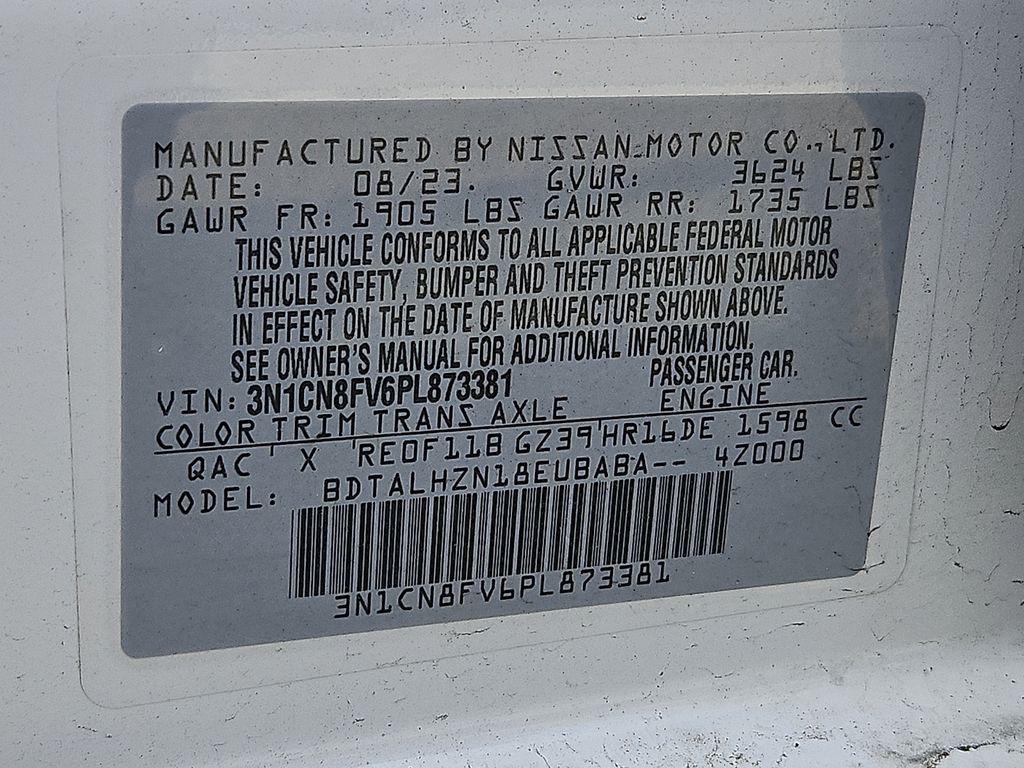 MANUFACTURED BY NISSAN MOTOR CO., LTD.
DATE: 08/23. GVWR: 3624 LBS
GAWR FR: 1905 LBS GAWR RR: 1735 LBS
THIS VEHICLE CONFORMS TO ALL APPLICABLE FEDERAL MOTOR
VEHICLE SAFETY, BUMPER AND THEFT PREVENTION STANDARDS
IN EFFECT ON THE DATE OF MANUFACTURE SHOWN ABOVE.
SEE OWNER'S MANUAL FOR ADDITIONAL INFORMATION.
VIN: 3N1CN8FV6PL873381 PASSENGER CAR.
COLOR TRIM TRANS AXLE ENGINE
QAC X RE0F11B GZ39 HR16DE 1598 CC
MODEL: BDTALHZN18EUBABA-- 4Z000
3N1CN8FV6PL873381